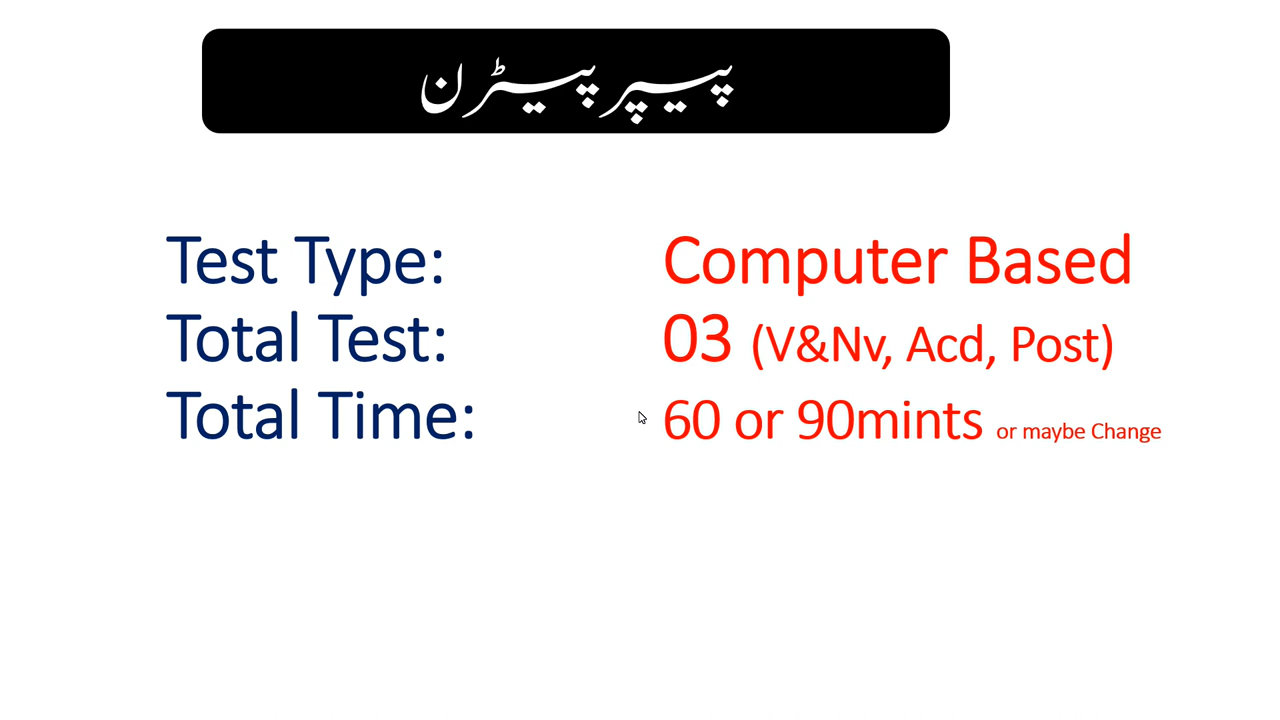 پیپر پیٹرن
Test Type: Computer Based
Total Test: 03 (V&Nv, Acd, Post)
Total Time: 60 or 90mints or maybe Change